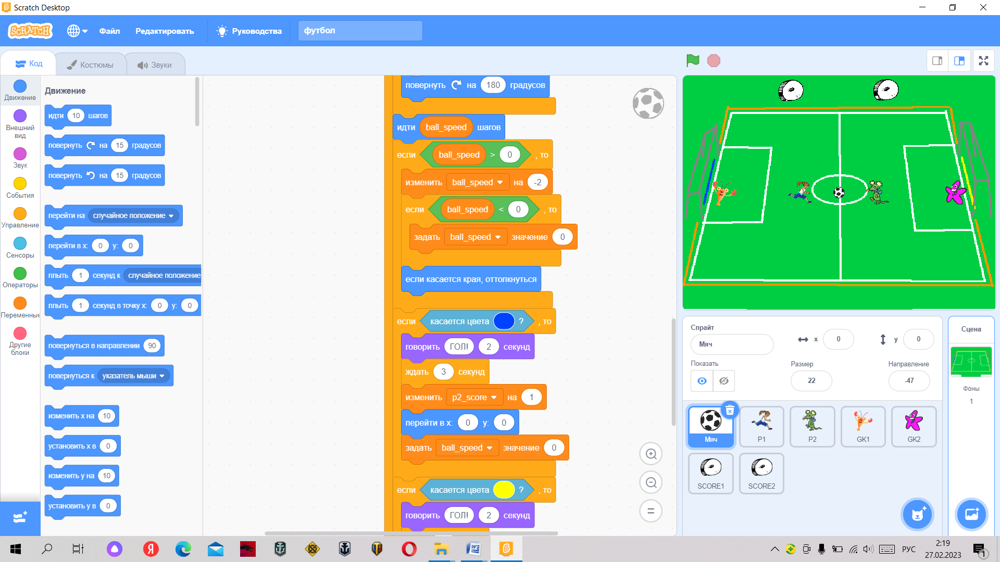 Scratch Desktop
SCRATCH
Файл
Редактировать
Руководства
футбол
Код
Костюмы
Звуки
Движение
Внешний вид
Звук
События
Управление
Сенсоры
Операторы
Переменные
Другие блоки
Движение
идти 10 шагов
повернуть на 15 градусов
повернуть на 15 градусов
перейти на случайное положение
перейти в x: 0 y: 0
плыть 1 секунд к случайное положение
плыть 1 секунд в точку x: 0 y: 0
повернуться в направлении 90
повернуться к указатель мыши
изменить x на 10
установить x в 0
изменить y на 10
установить y в 0
повернуть на 180 градусов
идти ball_speed шагов
если ball_speed > 0 , то
изменить ball_speed на -2
если ball_speed < 0 , то
задать ball_speed значение 0
если касается края, оттолкнуться
если касается цвета ? , то
говорить ГОЛ! 2 секунд
ждать 3 секунд
изменить p2_score на 1
перейти в x: 0 y: 0
задать ball_speed значение 0
если касается цвета ? , то
говорить ГОЛ! 2 секунд
Спрайт
Мяч
x 0
y 0
Показать
Размер
22
Направление
-47
Мяч
P1
P2
GK1
GK2
SCORE1
SCORE2
Сцена
Фоны
1
РУС
2:19
27.02.2023
1